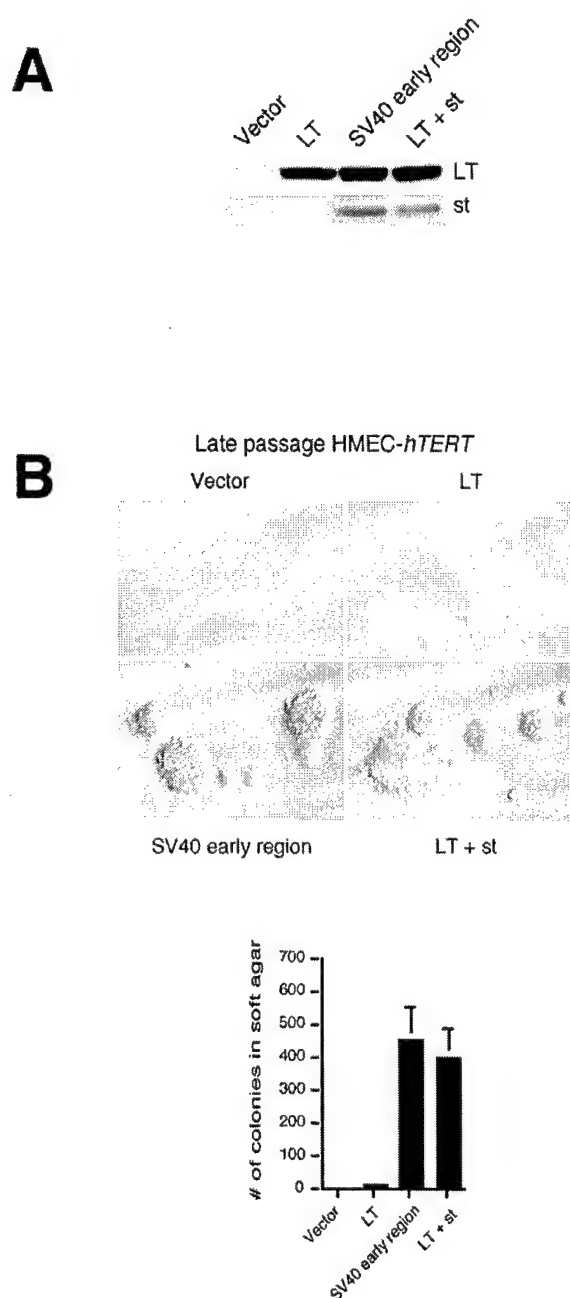 A
Vector
LT
SV40 early region
LT + st
LT
st
Late passage HMEC-hTERT
B
Vector
LT
SV40 early region
LT + st
# of colonies in soft agar
700
600
500
400
300
200
100
0
Vector
LT
SV40 early region
LT + st